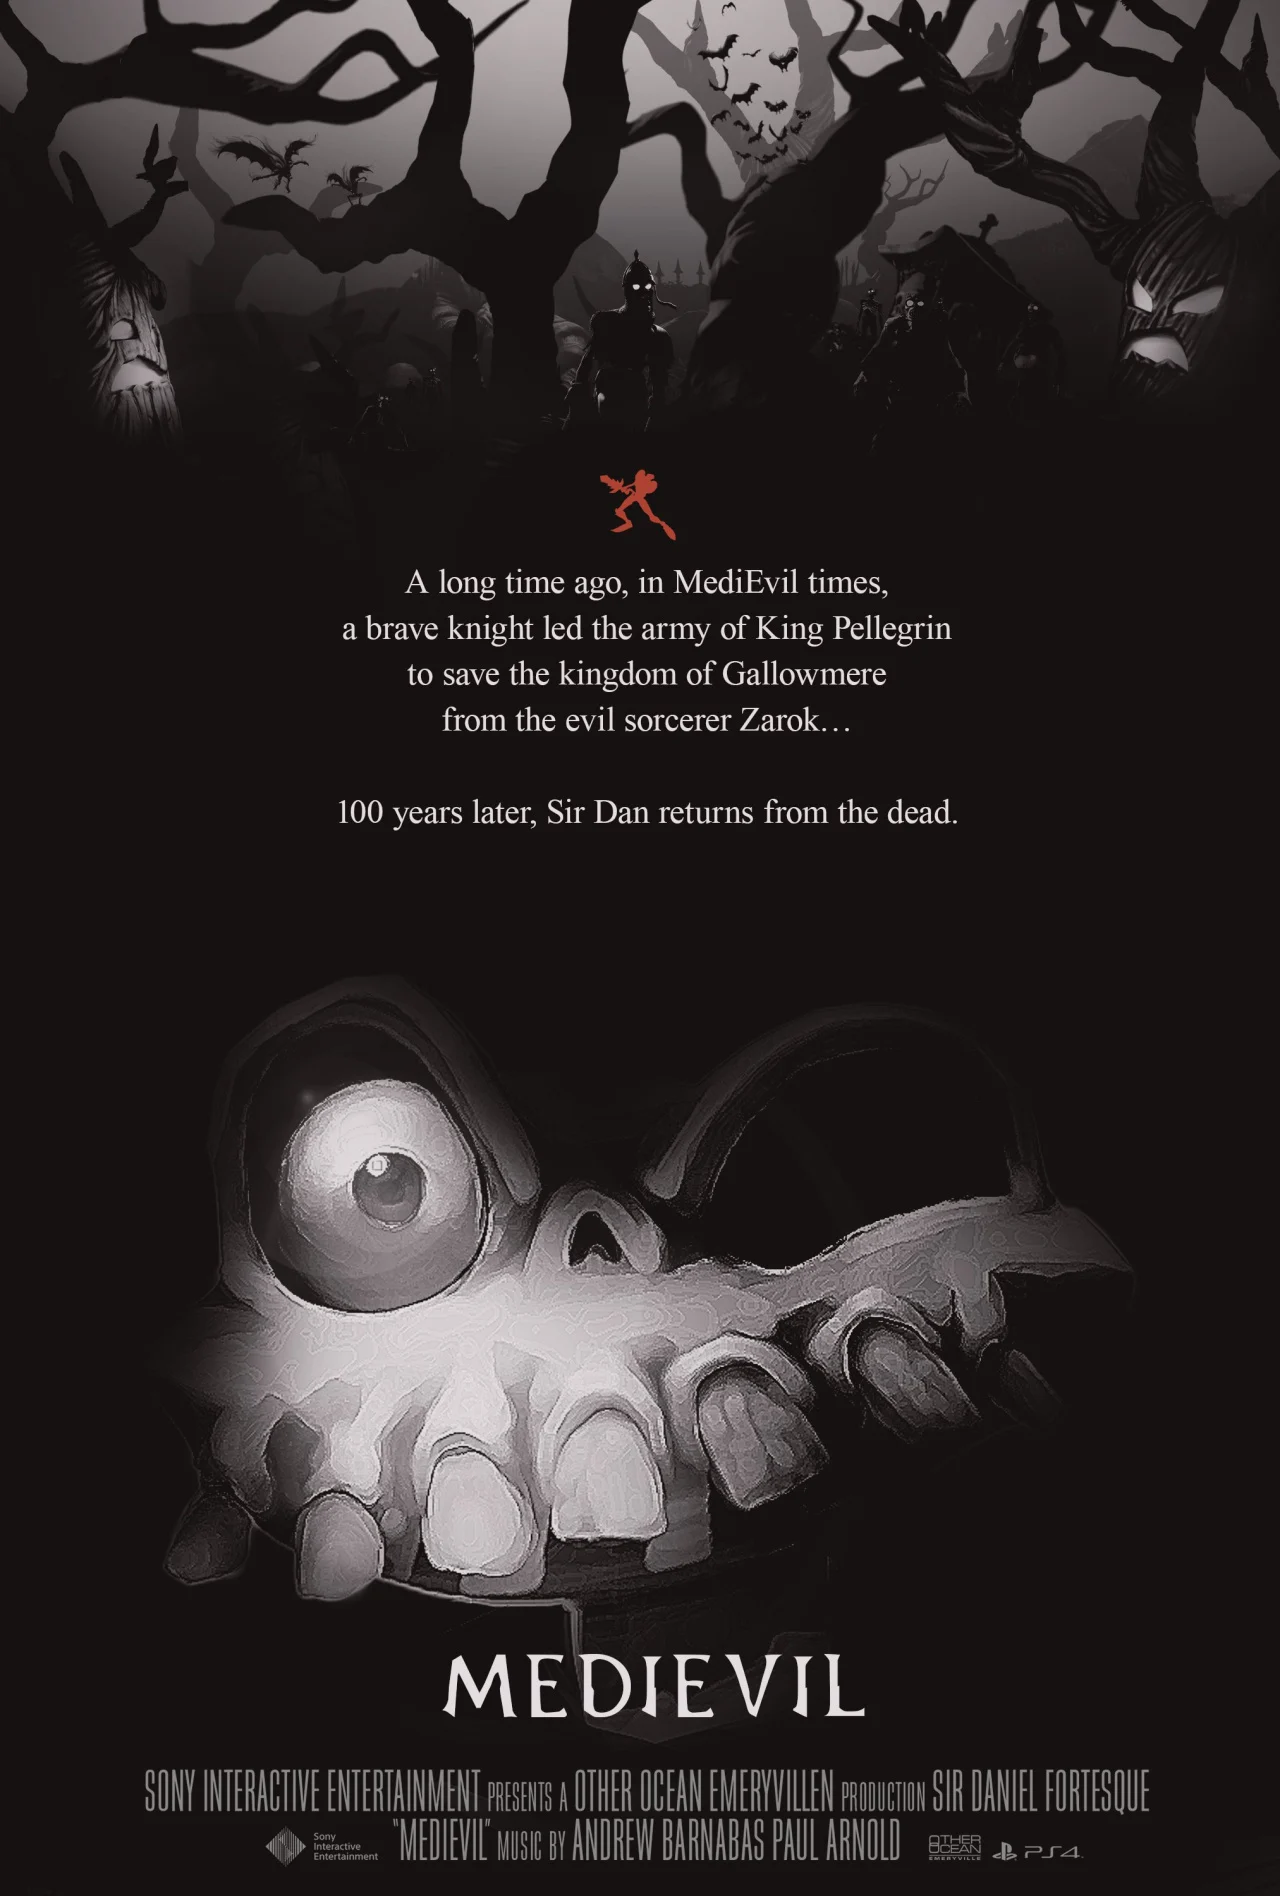 A long time ago, in MediEvil times,
a brave knight led the army of King Pellegrin
to save the kingdom of Gallowmere
from the evil sorcerer Zarok…
100 years later, Sir Dan returns from the dead.
MEDIEVIL
SONY INTERACTIVE ENTERTAINMENT PRESENTS A OTHER OCEAN EMERYVILLEN PRODUCTION SIR DANIEL FORTESQUE
"MEDIEVIL" MUSIC BY ANDREW BARNABAS PAUL ARNOLD
Sony
Interactive
Entertainment
OTHER
OCEAN
EMERYVILLE
PS4